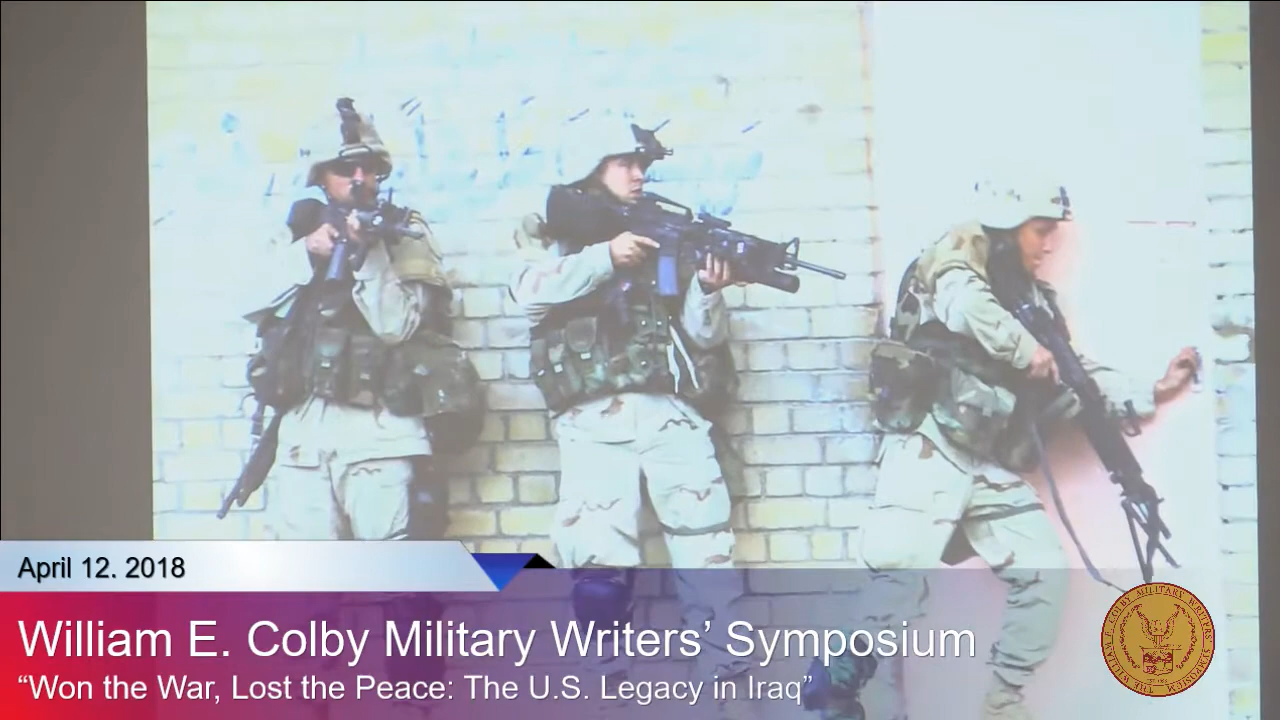 April 12. 2018
William E. Colby Military Writers' Symposium
“Won the War, Lost the Peace: The U.S. Legacy in Iraq”